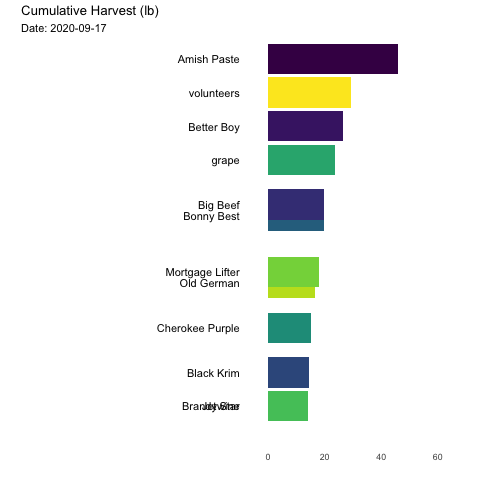 Cumulative Harvest (lb)
Date: 2020-09-17
Amish Paste
volunteers
Better Boy
grape
Big Beef
Bonny Best
Mortgage Lifter
Old German
Cherokee Purple
Black Krim
0 20 40 60